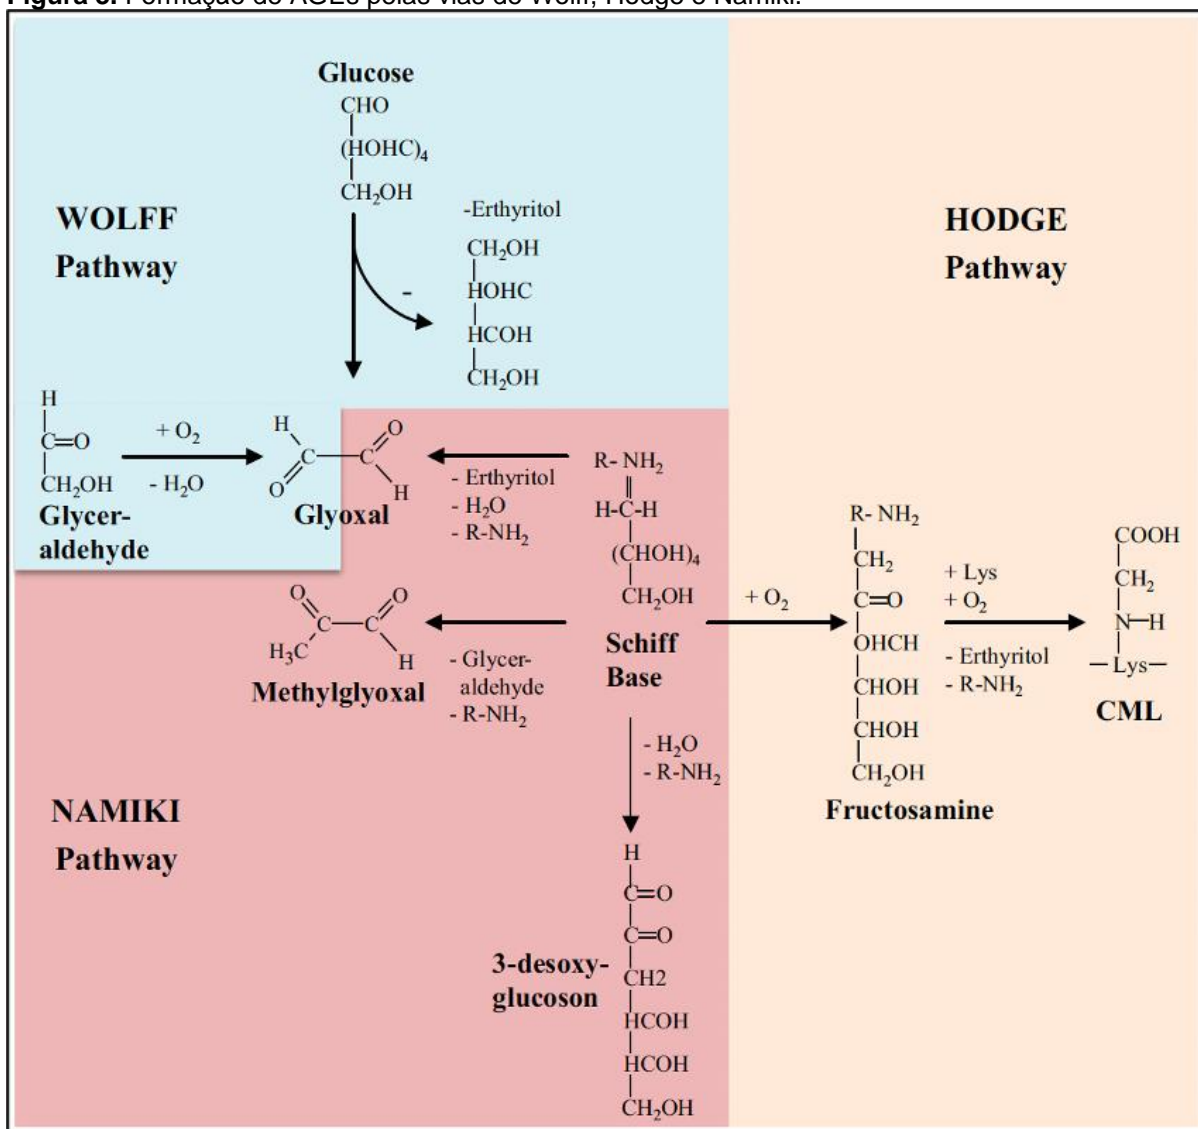 Figura 3. Formação de AGEs pelas vias de Wolff, Hodge e Namiki.
Glucose
CHO
(HOHC)4
CH2OH
WOLFF
Pathway
-Erthyritol
CH2OH
HOHC
HCOH
CH2OH
-
HODGE
Pathway
H
C=O
CH2OH
Glycer-
aldehyde
+ O2
- H2O
H
O
C
C
O
H
Glyoxal
- Erthyritol
- H2O
- R-NH2
R- NH2
H-C-H
(CHOH)4
CH2OH
Schiff
Base
O
O
C
C
H3C
H
Methylglyoxal
- Glycer-
aldehyde
- R-NH2
+ O2
R- NH2
CH2
C=O
OHCH
CHOH
CHOH
CH2OH
Fructosamine
+ Lys
+ O2
- Erthyritol
- R-NH2
COOH
CH2
N-H
-Lys-
CML
- H2O
- R-NH2
NAMIKI
Pathway
H
C=O
C=O
CH2
HCOH
HCOH
CH2OH
3-desoxy-
glucoson